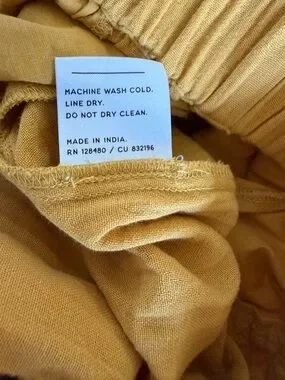 MACHINE WASH COLD.
LINE DRY.
DO NOT DRY CLEAN.
MADE IN INDIA.
RN 128480 / CU 832196